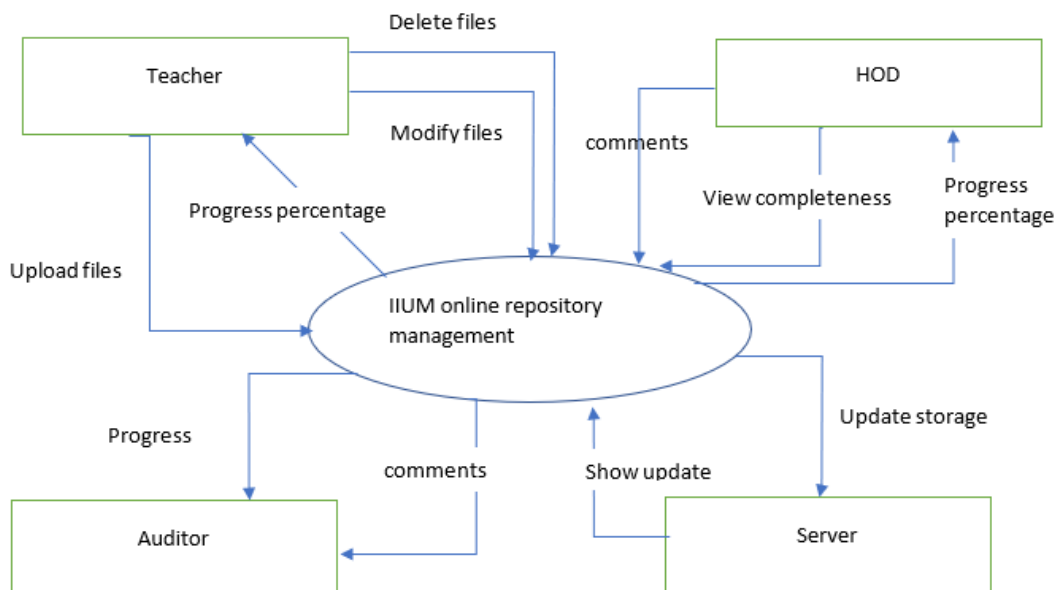 Delete files
Teacher
HOD
Modify files
comments
View completeness
Progress
percentage
Progress percentage
Upload files
IIUM online repository
management
Update storage
Progress
comments
Show update
Auditor
Server